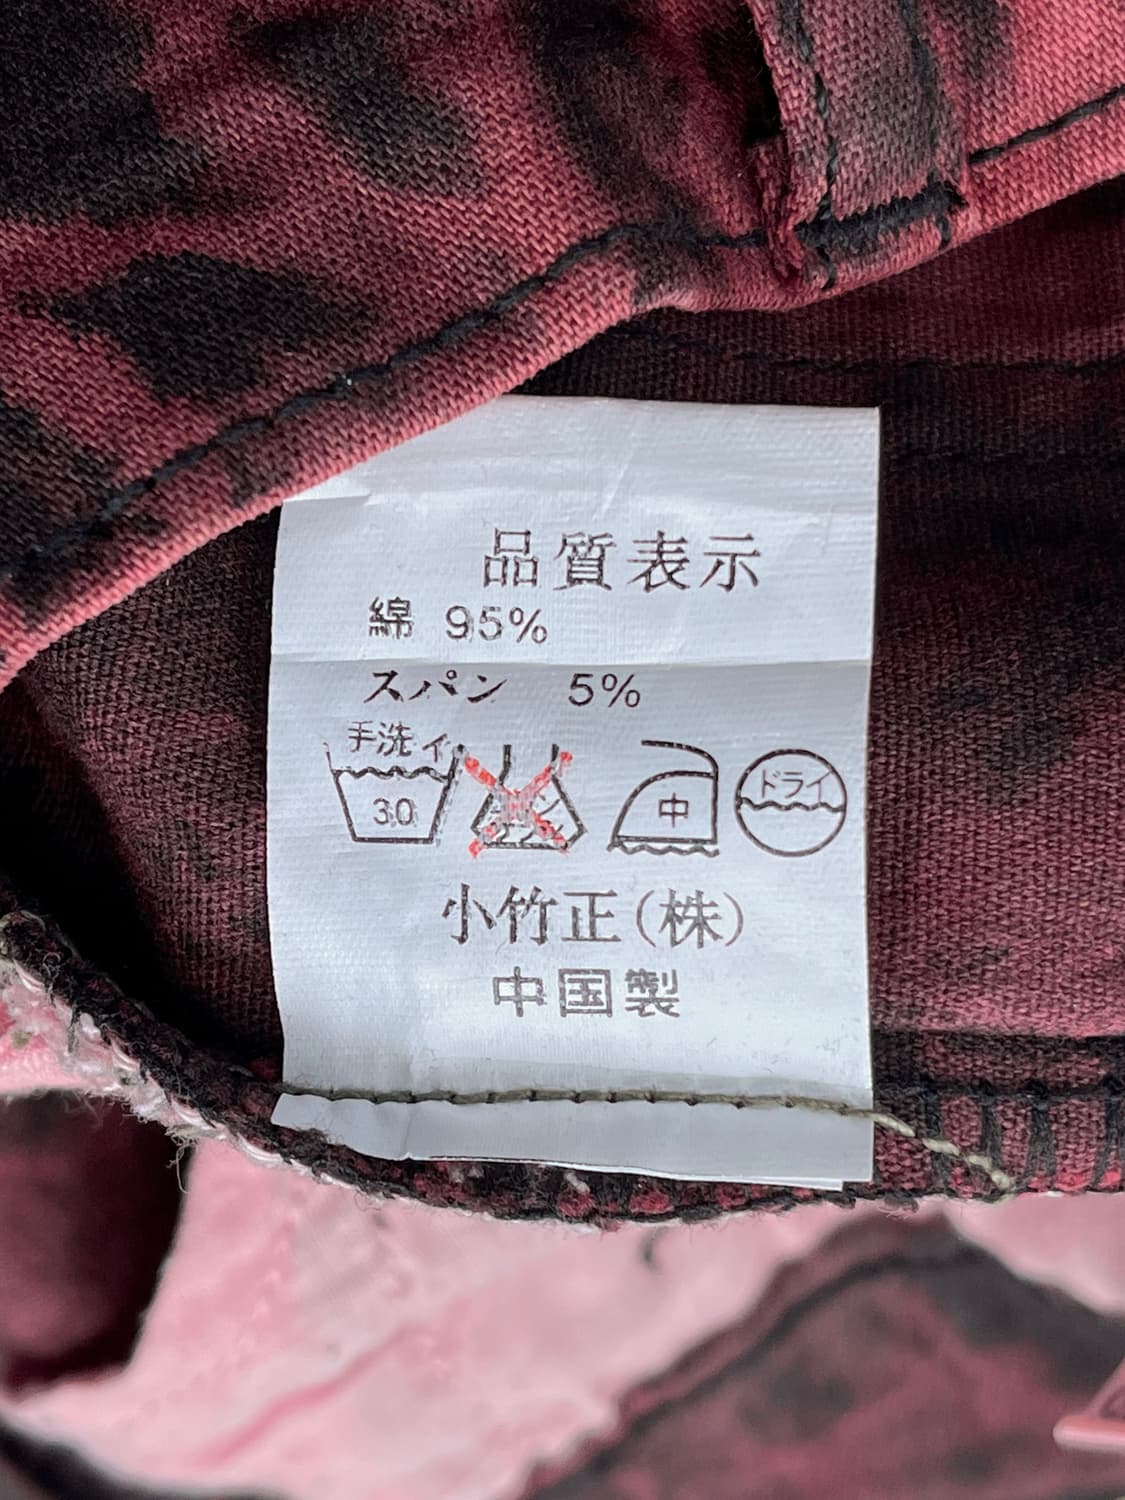 品質表示
綿 95%
スパン 5%
手洗イ
30
中
ドライ
小竹正(株)
中国製